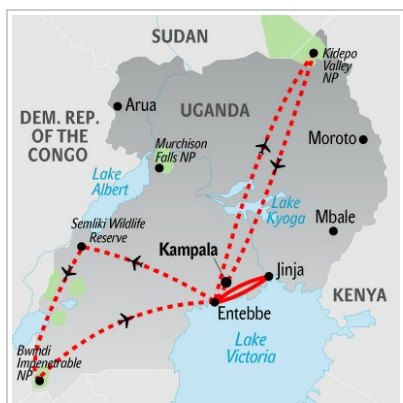 SUDAN
Kidepo
Valley
NP
Arua
UGANDA
DEM. REP.
OF THE
CONGO
Murchison
Falls NP
Moroto
Lake
Albert
Lake
Kyoga
Semliki Wildlife
Reserve
Mbale
Kampala
Jinja
KENYA
Entebbe
Bwindi
Impenetrable
NP
Lake
Victoria